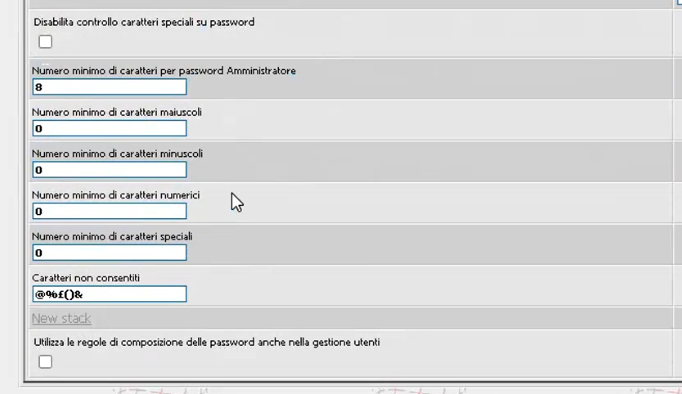 Disabilita controllo caratteri speciali su password
Numero minimo di caratteri per password Amministratore
8
Numero minimo di caratteri maiuscoli
0
Numero minimo di caratteri minuscoli
0
Numero minimo di caratteri numerici
0
Numero minimo di caratteri speciali
0
Caratteri non consentiti
@%£()&
New stack
Utilizza le regole di composizione delle password anche nella gestione utenti